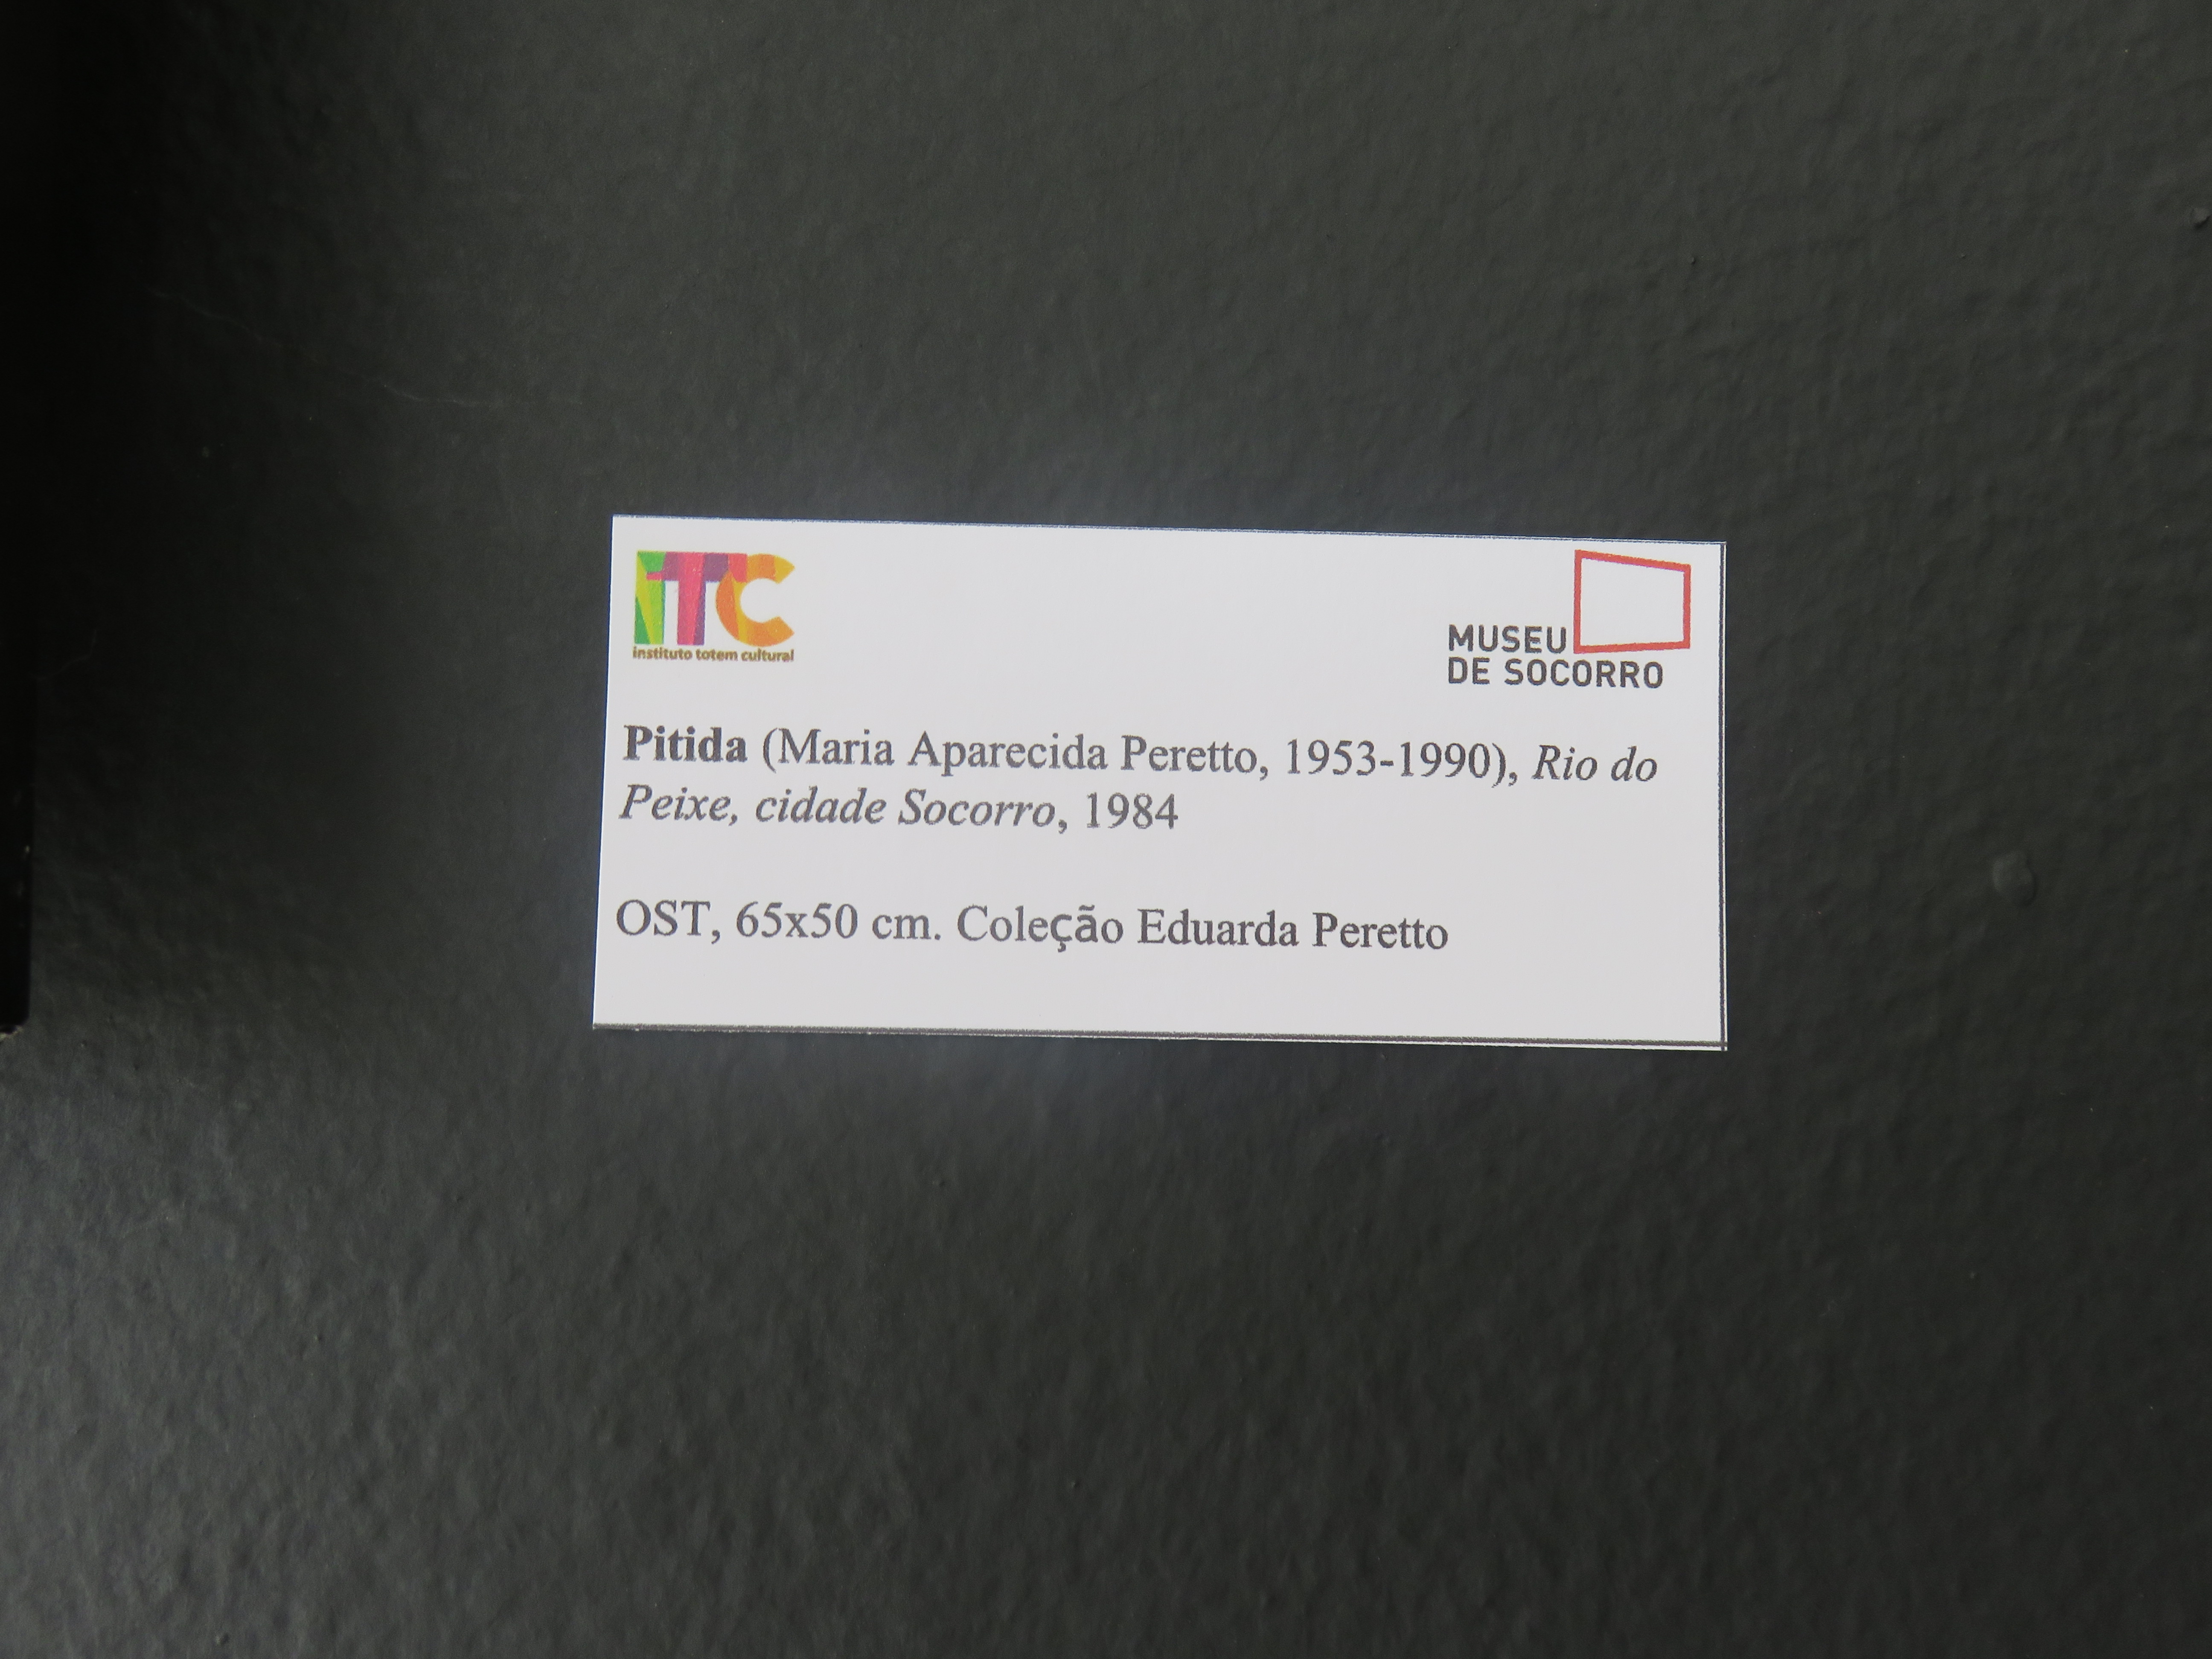 ITC
instituto totem cultural
MUSEU
DE SOCORRO
Pitida (Maria Aparecida Peretto, 1953-1990), Rio do
Peixe, cidade Socorro, 1984
OST, 65x50 cm. Coleção Eduarda Peretto